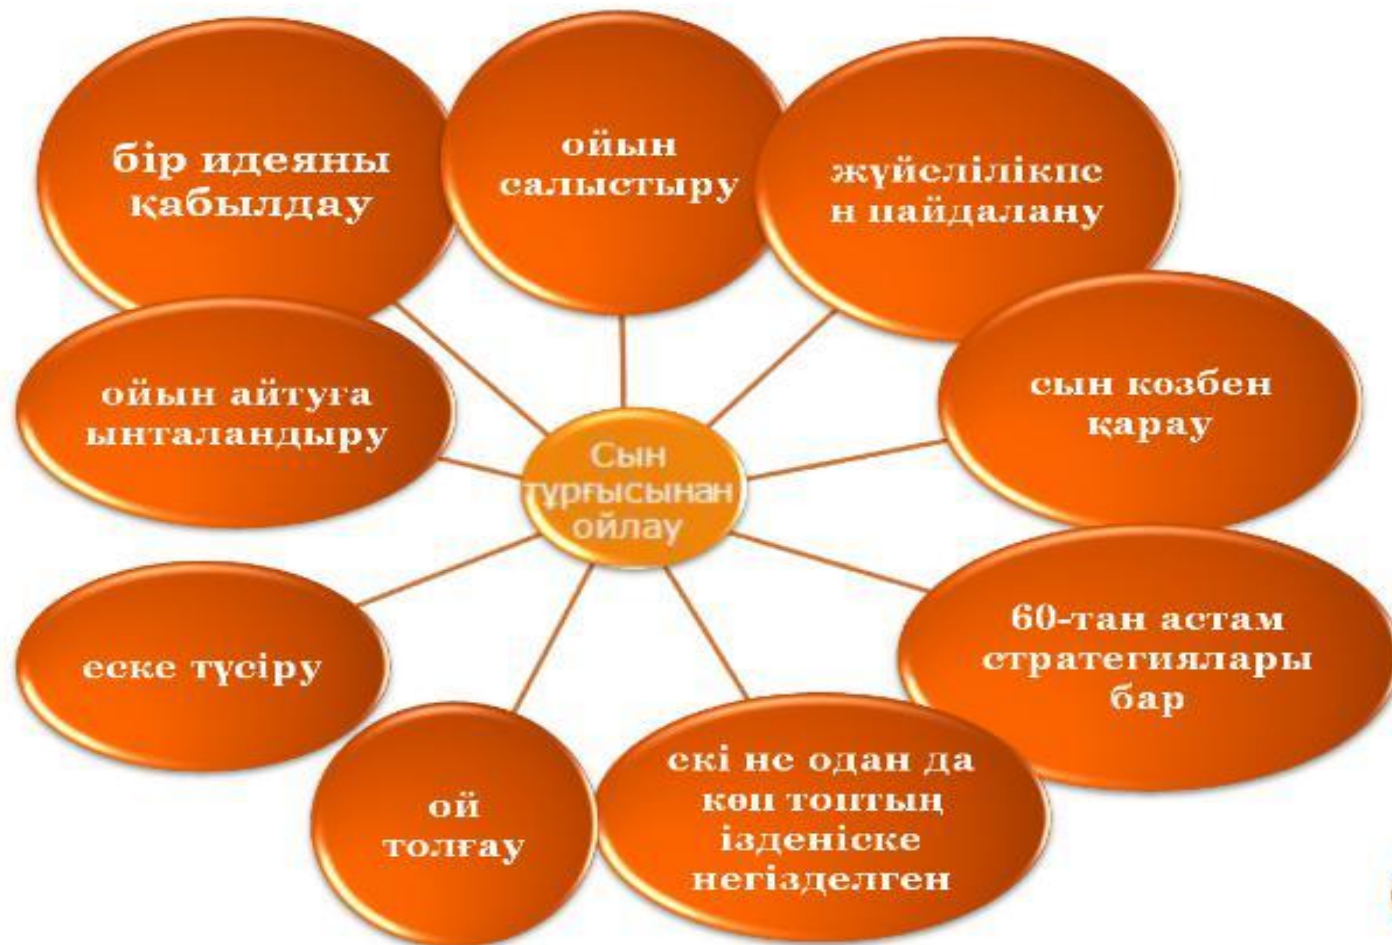 бір идеяны
қабылдау
ойын
салыстыру
жүйелілікпе
н пайдалану
сын көзбен
қарау
60-тан астам
стратегиялары
бар
екі не одан да
көп топтың
ізденіске
негізделген
ой
толғау
еске түсіру
ойын айтуға
ынталандыру
Сын
тұрғысынан
ойлау